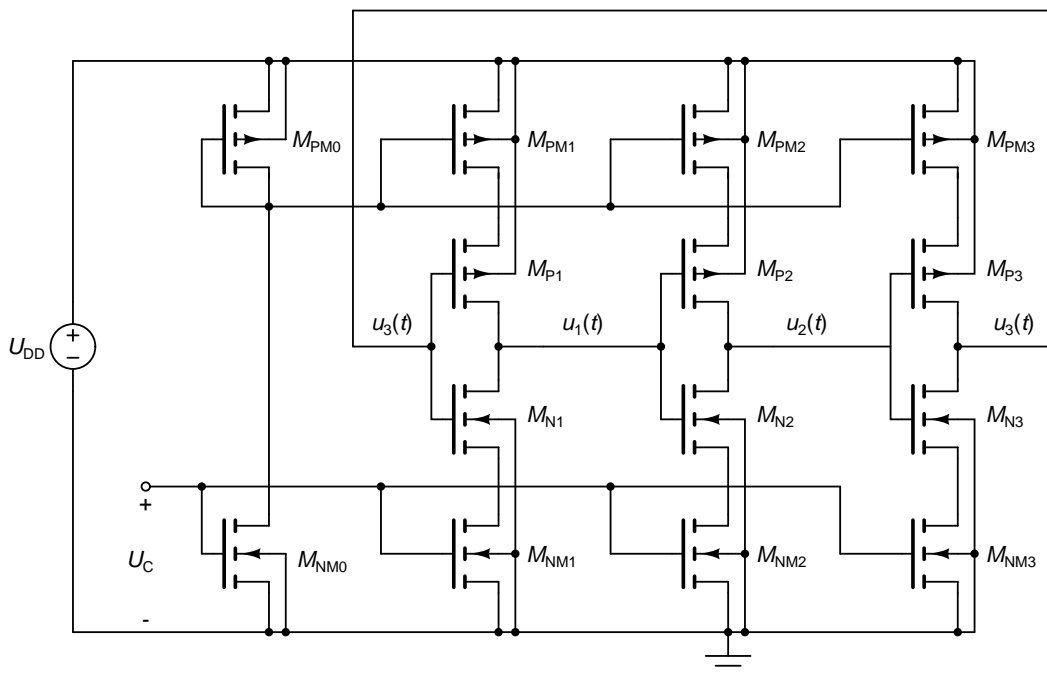 M_PM0 M_PM1 M_PM2 M_PM3
M_P1 M_P2 M_P3
u_3(t) u_1(t) u_2(t) u_3(t)
U_DD + −
M_N1 M_N2 M_N3
+
U_C M_NM0 M_NM1 M_NM2 M_NM3
-